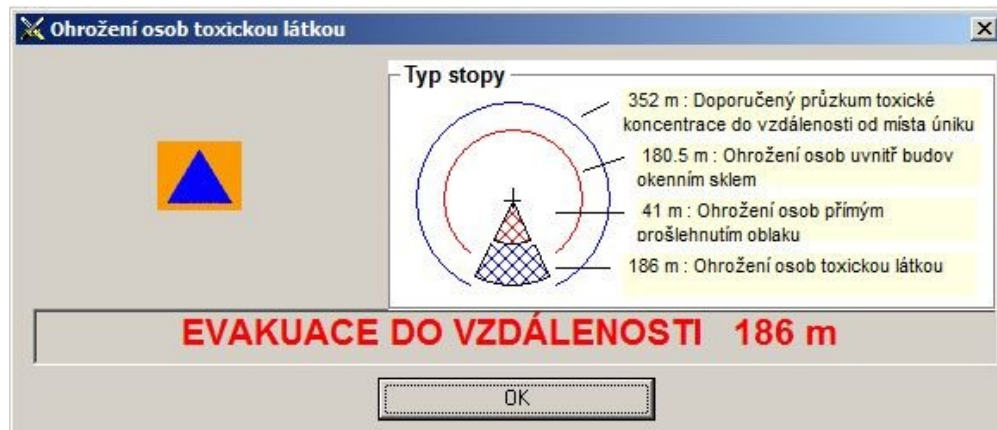 Ohrožení osob toxickou látkou
Typ stopy
352 m : Doporučený průzkum toxické
koncentrace do vzdálenosti od místa úniku
180.5 m : Ohrožení osob uvnitř budov
okenním sklem
41 m : Ohrožení osob přímým
prošlehnutím oblaku
186 m : Ohrožení osob toxickou látkou
EVAKUACE DO VZDÁLENOSTI 186 m
OK